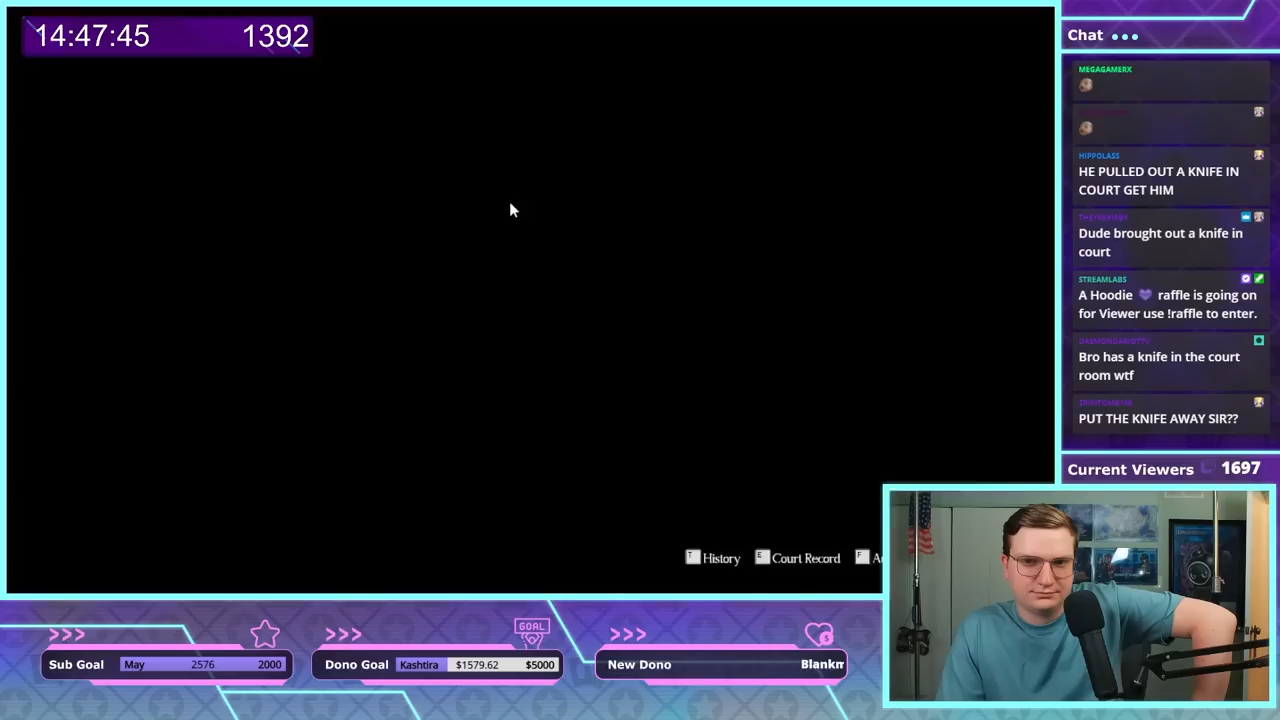 14:47:45 1392
Chat
MEGAGAMERX
HIPPOLASS
HE PULLED OUT A KNIFE IN
COURT GET HIM
Dude brought out a knife in
court
STREAMLABS
A Hoodie 💜 raffle is going on
for Viewer use !raffle to enter.
Bro has a knife in the court
room wtf
PUT THE KNIFE AWAY SIR??
Current Viewers 1697
T History E Court Record F
GOAL
>>> >>> >>>
Sub Goal May 2576 2000
Dono Goal Kashtira $1579.62 $5000
New Dono Blankm